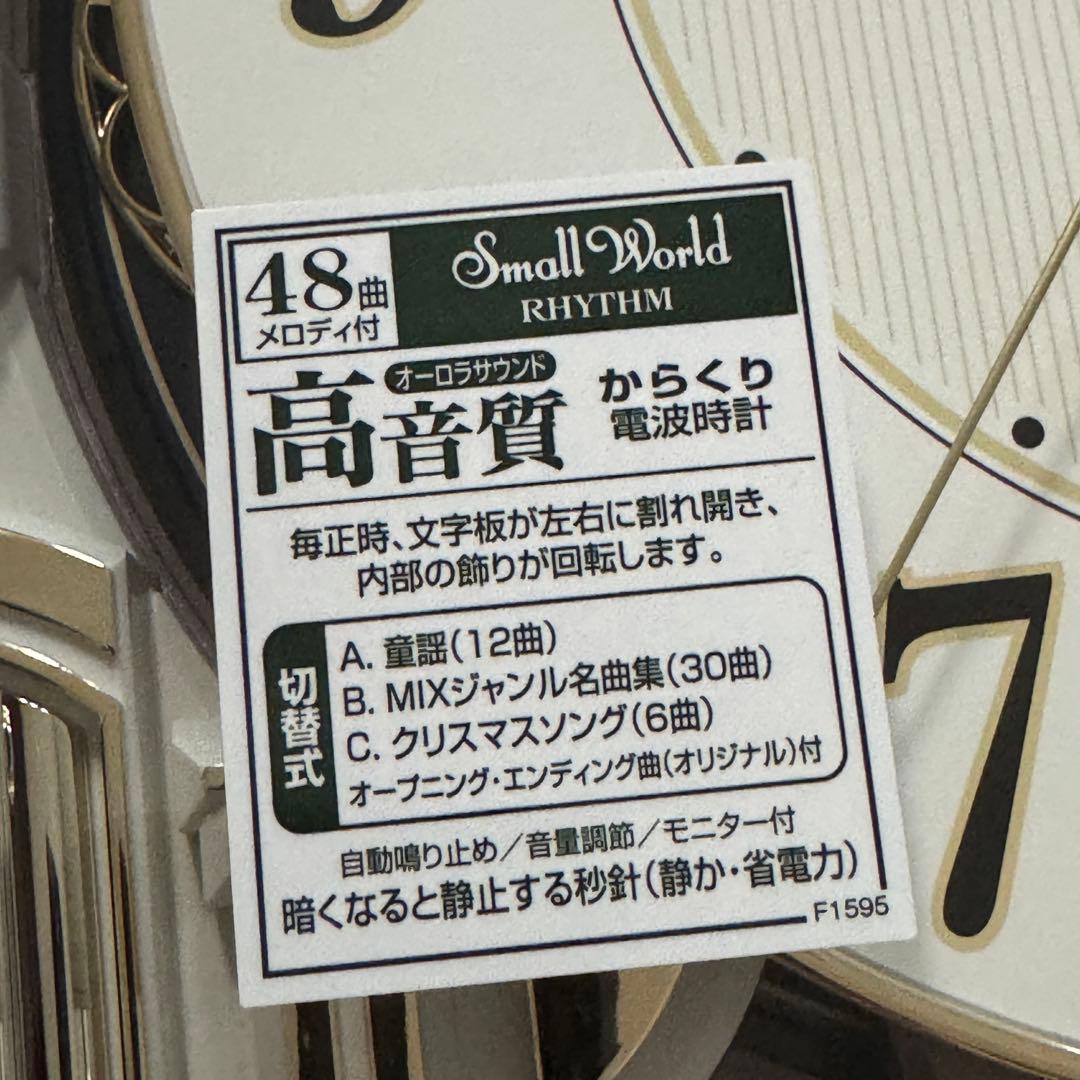 48曲
メロディ付
Small World
RHYTHM
オーロラサウンド
高音質
からくり
電波時計
毎正時、文字板が左右に割れ開き、
内部の飾りが回転します。
切替式
A. 童謡(12曲)
B. MIXジャンル名曲集(30曲)
C. クリスマスソング(6曲)
オープニング・エンディング曲(オリジナル)付
自動鳴り止め/音量調節/モニター付
暗くなると静止する秒針(静か・省電力)
F1595
7